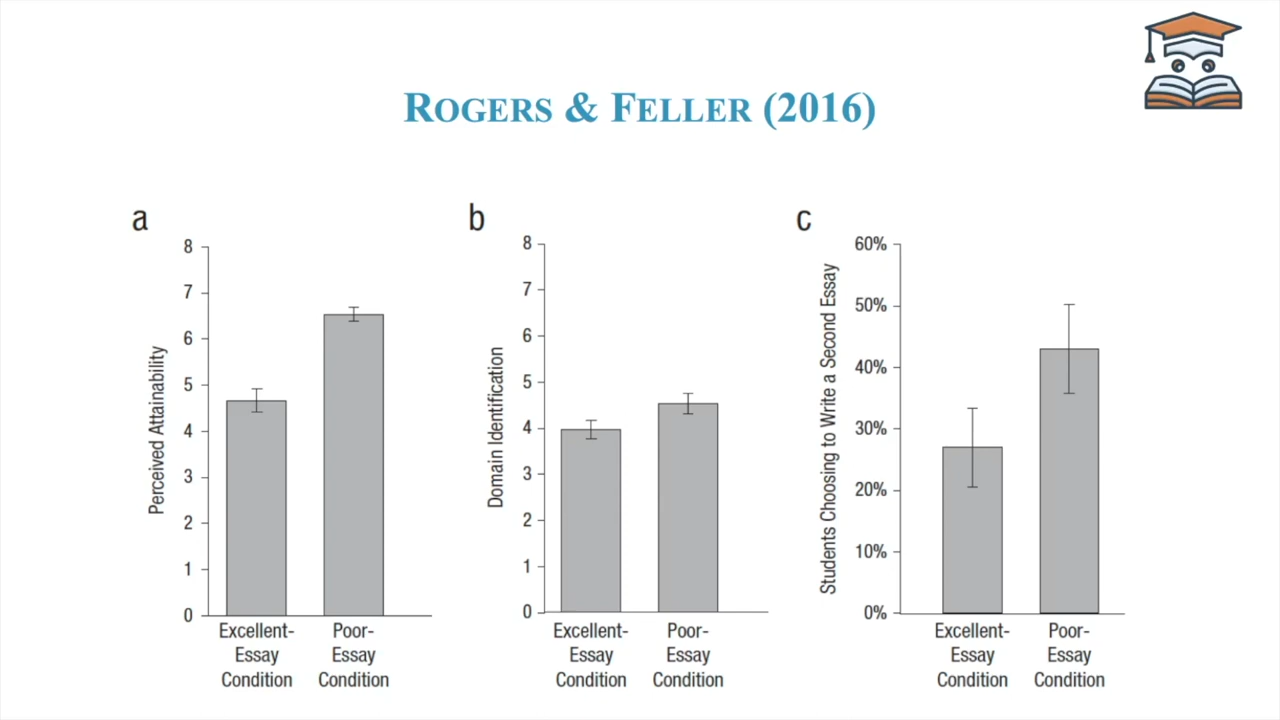 ROGERS & FELLER (2016)
a
Perceived Attainability
8
7
6
5
4
3
2
1
0
Excellent-
Essay
Condition
Poor-
Essay
Condition
b
Domain Identification
8
7
6
5
4
3
2
1
0
Excellent-
Essay
Condition
Poor-
Essay
Condition
c
Students Choosing to Write a Second Essay
60%
50%
40%
30%
20%
10%
0%
Excellent-
Essay
Condition
Poor-
Essay
Condition